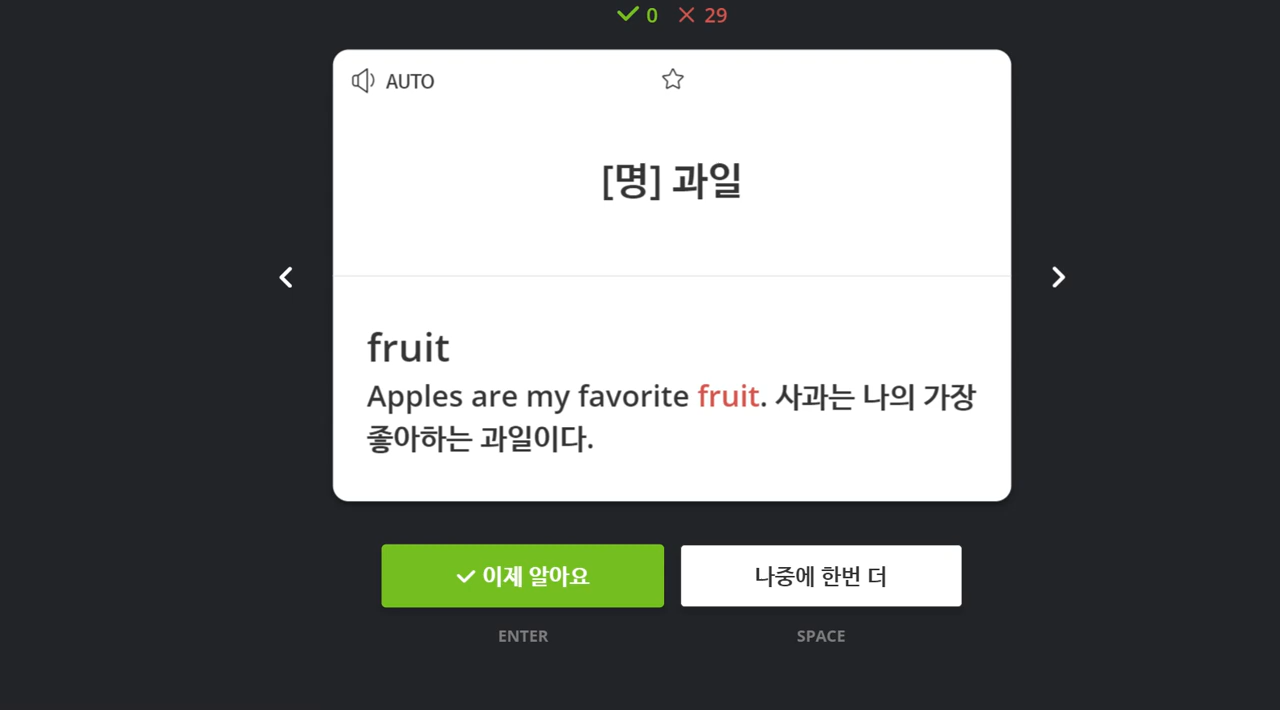 0 29
AUTO
[명] 과일
fruit
Apples are my favorite fruit. 사과는 나의 가장
좋아하는 과일이다.
이제 알아요 나중에 한번 더
ENTER SPACE